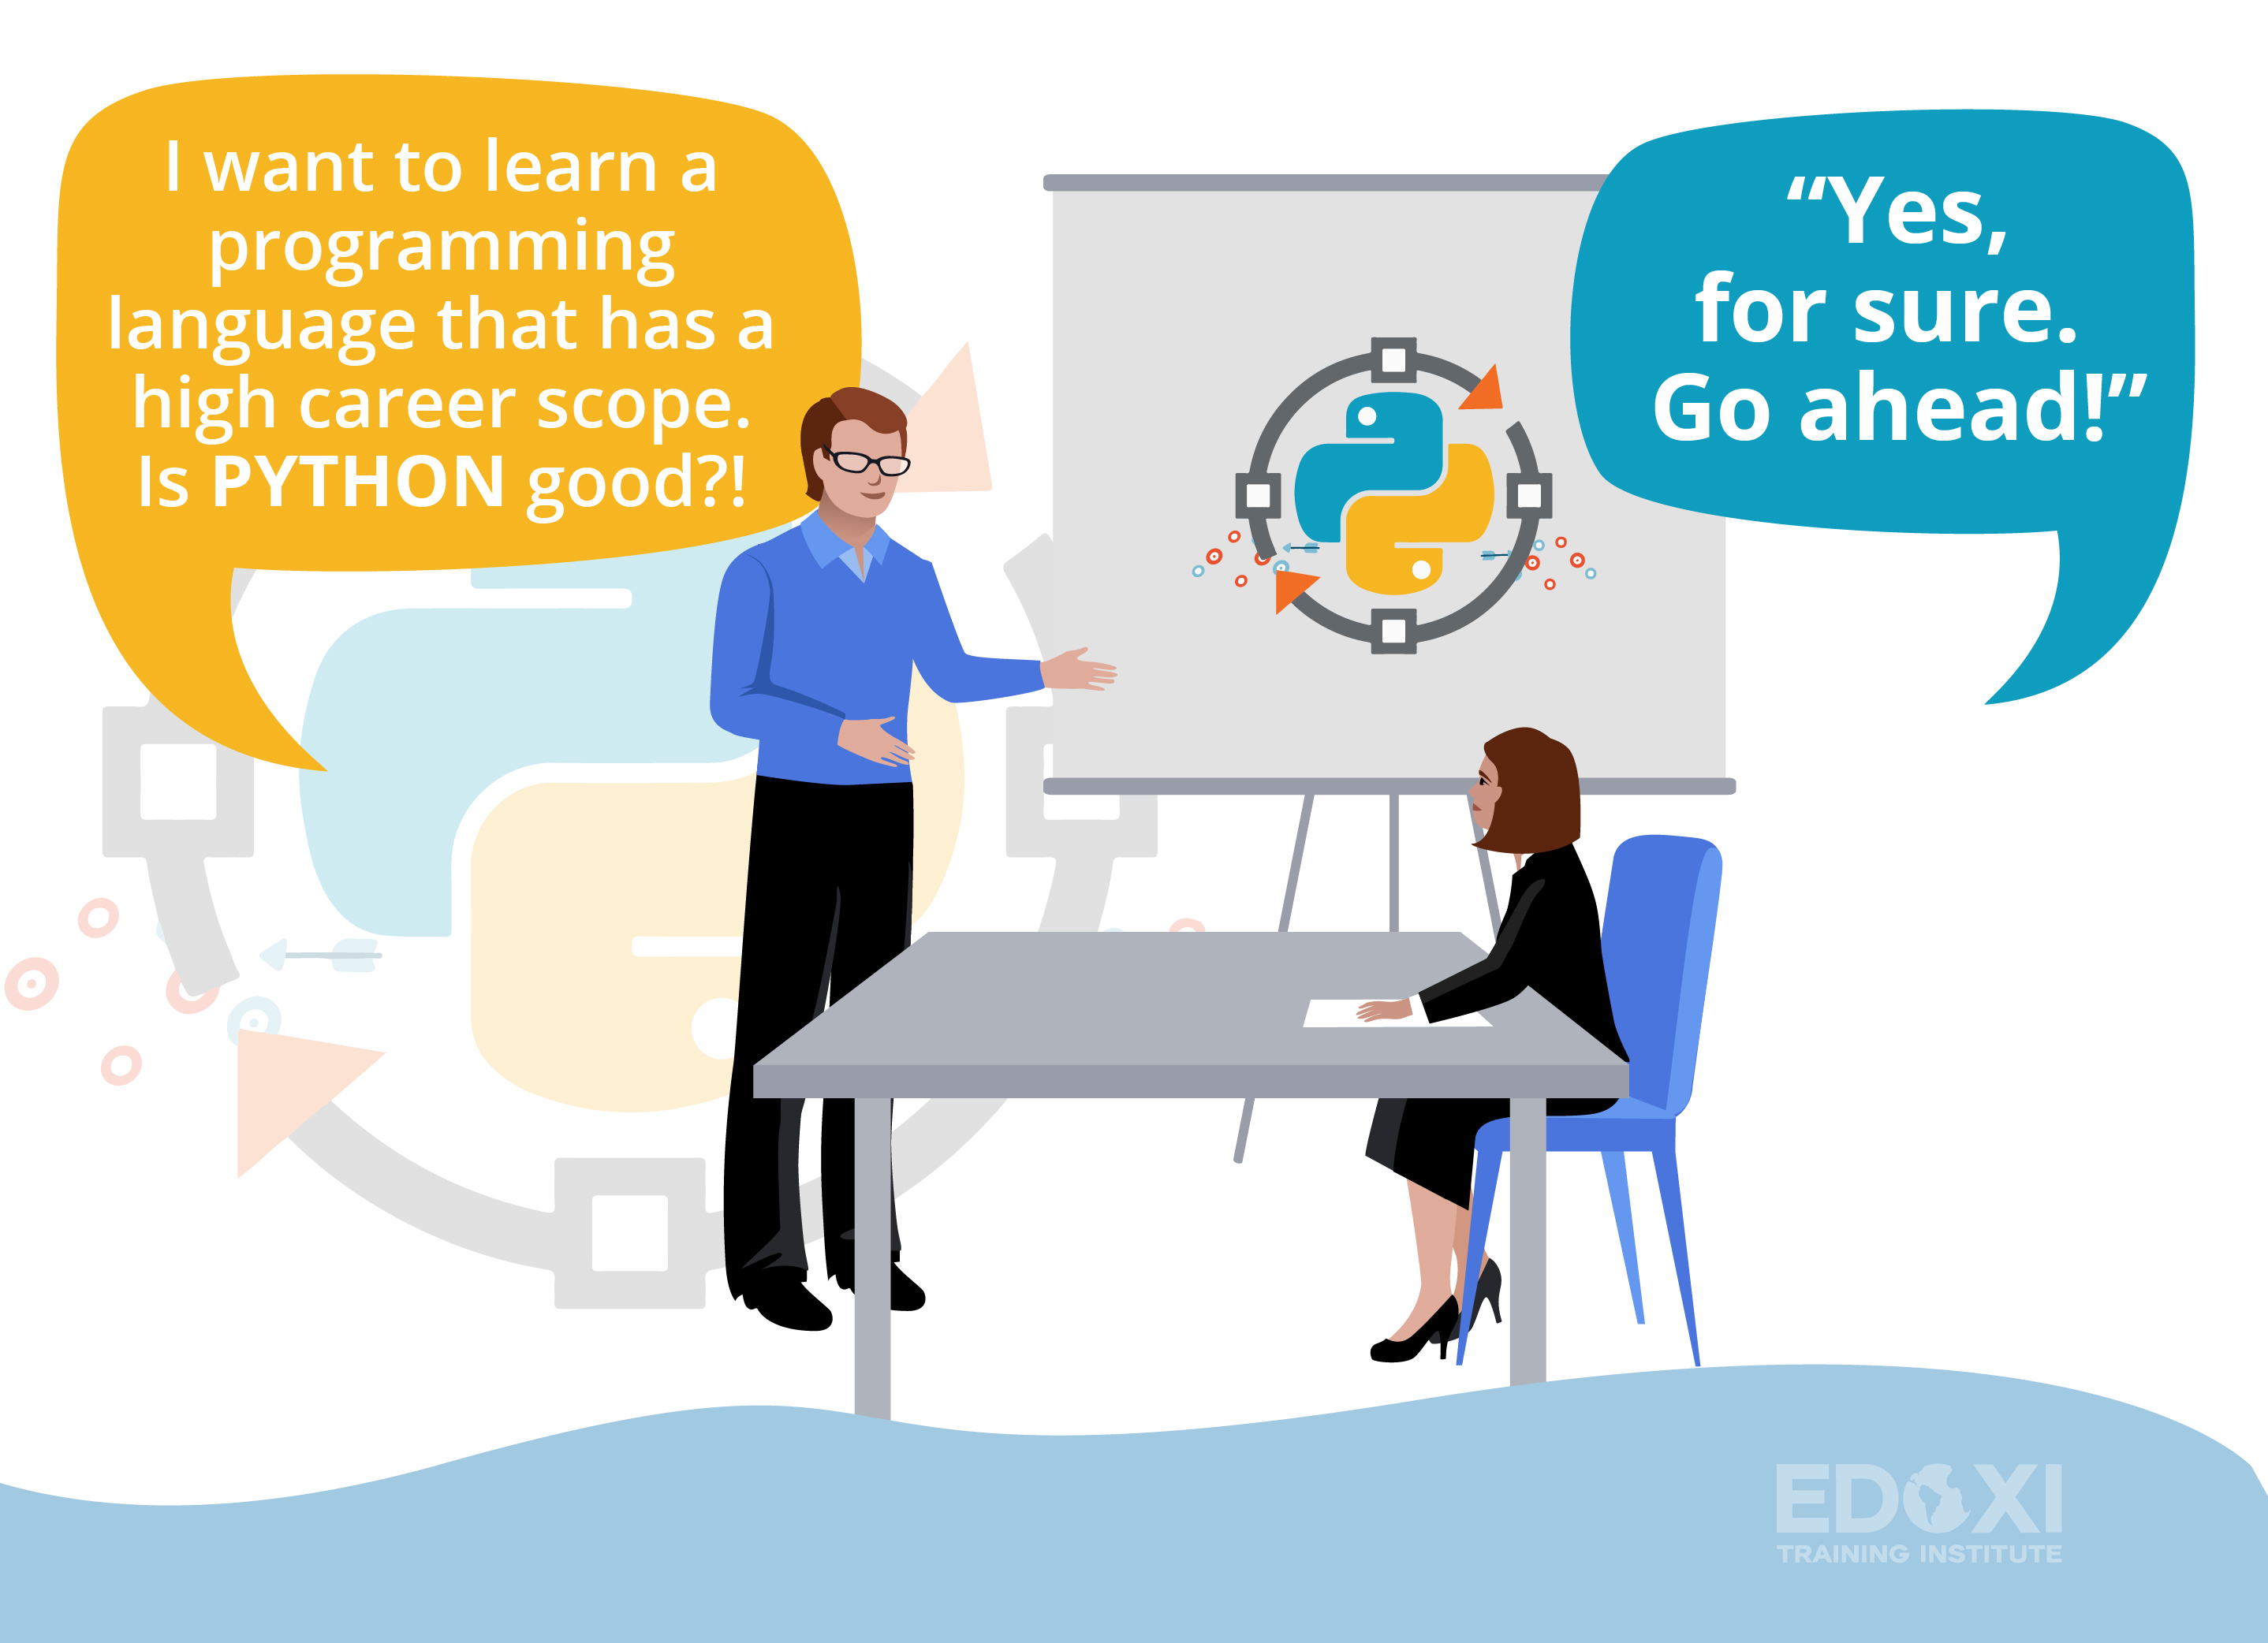 I want to learn a
programming
language that has a
high career scope.
Is PYTHON good?!
“Yes,
for sure.
Go ahead!”
EDOXI
TRAINING INSTITUTE